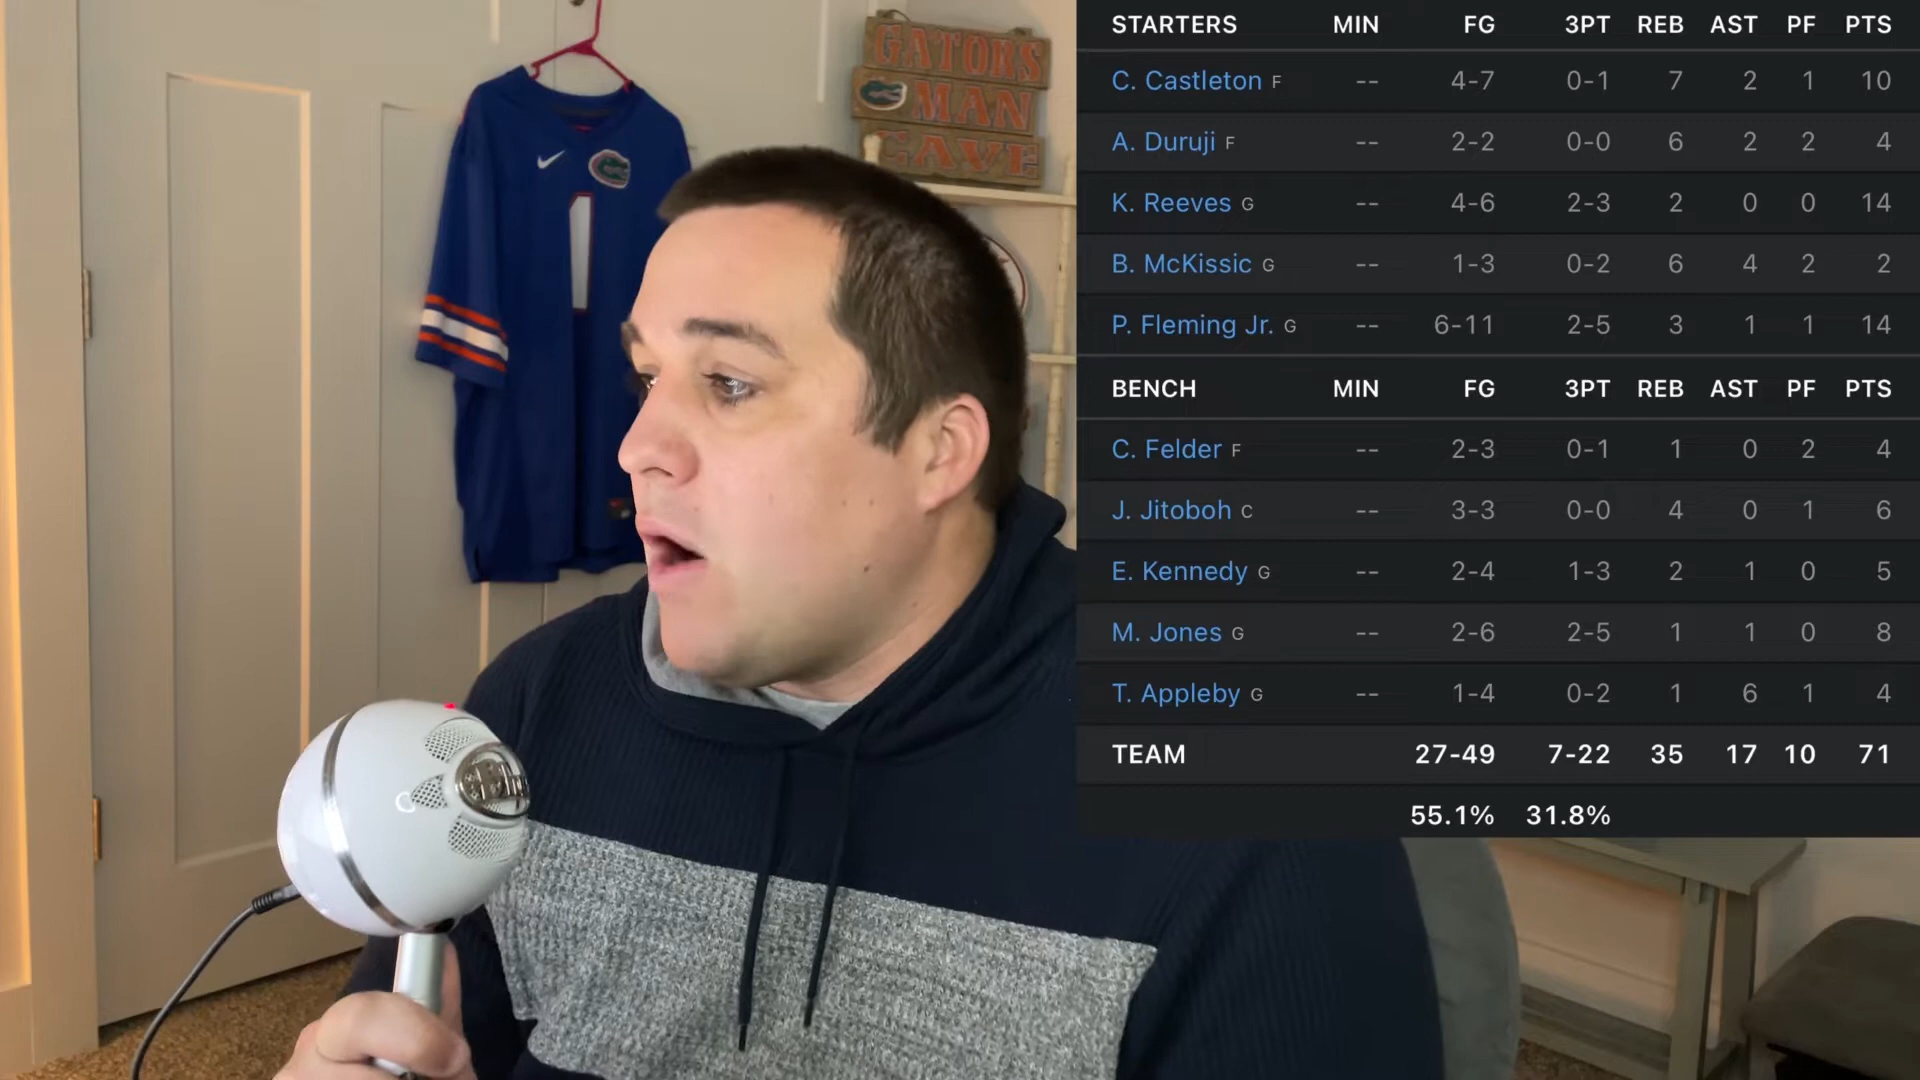 GATORS
MAN
CAVE
1
STARTERS MIN FG 3PT REB AST PF PTS
C. Castleton F -- 4-7 0-1 7 2 1 10
A. Duruji F -- 2-2 0-0 6 2 2 4
K. Reeves G -- 4-6 2-3 2 0 0 14
B. McKissic G -- 1-3 0-2 6 4 2 2
P. Fleming Jr. G -- 6-11 2-5 3 1 1 14
BENCH MIN FG 3PT REB AST PF PTS
C. Felder F -- 2-3 0-1 1 0 2 4
J. Jitoboh C -- 3-3 0-0 4 0 1 6
E. Kennedy G -- 2-4 1-3 2 1 0 5
M. Jones G -- 2-6 2-5 1 1 0 8
T. Appleby G -- 1-4 0-2 1 6 1 4
TEAM 27-49 7-22 35 17 10 71
55.1% 31.8%